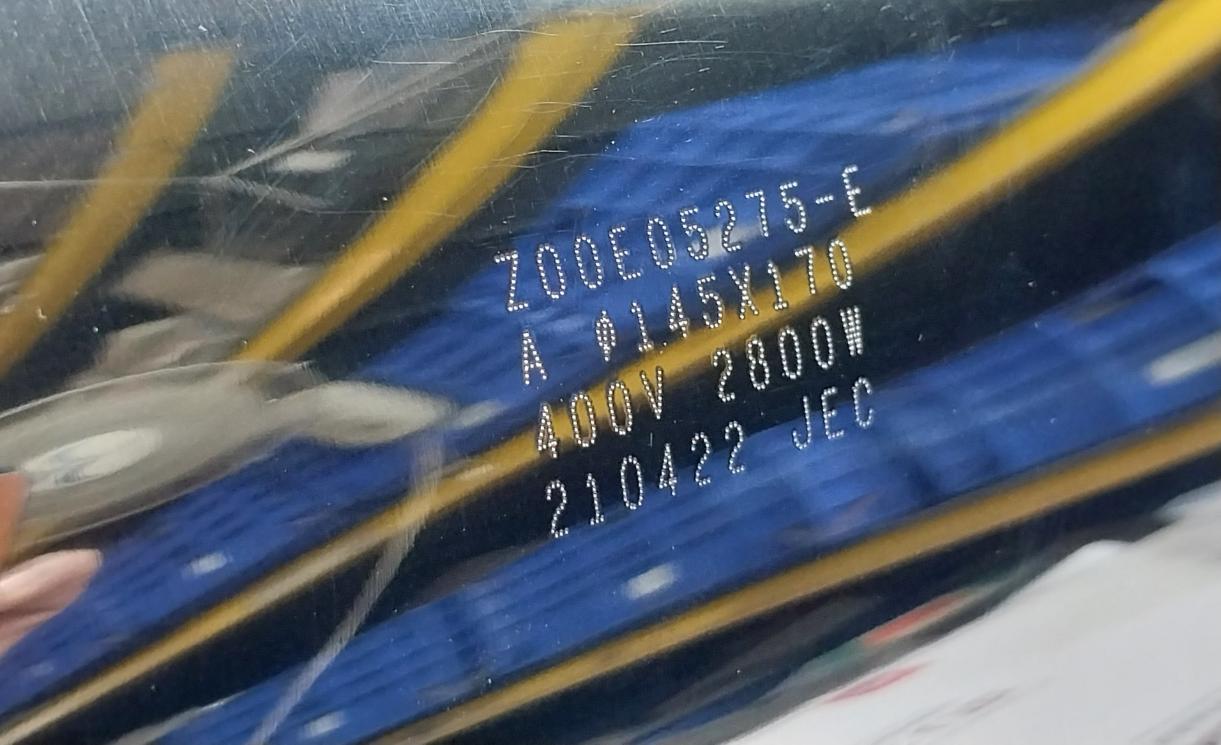 Z00E05275-E
A Φ145X170
400V 2800W
210422 JEC